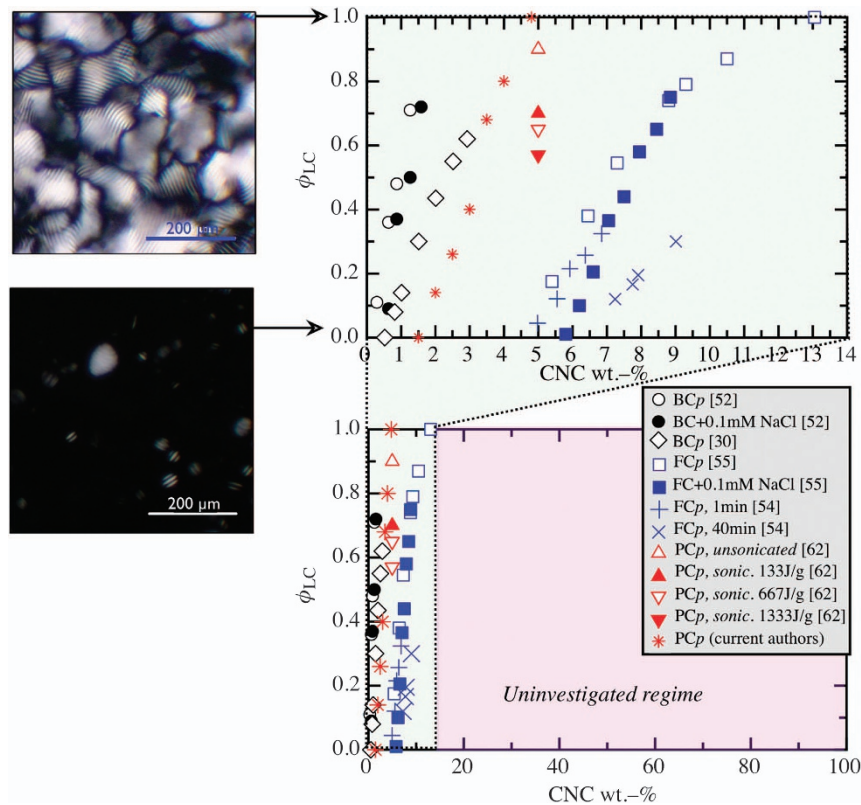 200 µm
200 µm
1.0
0.8
0.6
0.4
0.2
0.0
ϕLC
0 1 2 3 4 5 6 7 8 9 10 11 12 13 14
CNC wt.–%
1.0
0.8
0.6
0.4
0.2
0.0
ϕLC
0 20 40 60 80 100
CNC wt.–%
Uninvestigated regime
BCp [52]
BC+0.1mM NaCl [52]
BCp [30]
FCp [55]
FC+0.1mM NaCl [55]
FCp, 1min [54]
FCp, 40min [54]
PCp, unsonicated [62]
PCp, sonic. 133J/g [62]
PCp, sonic. 667J/g [62]
PCp, sonic. 1333J/g [62]
PCp (current authors)